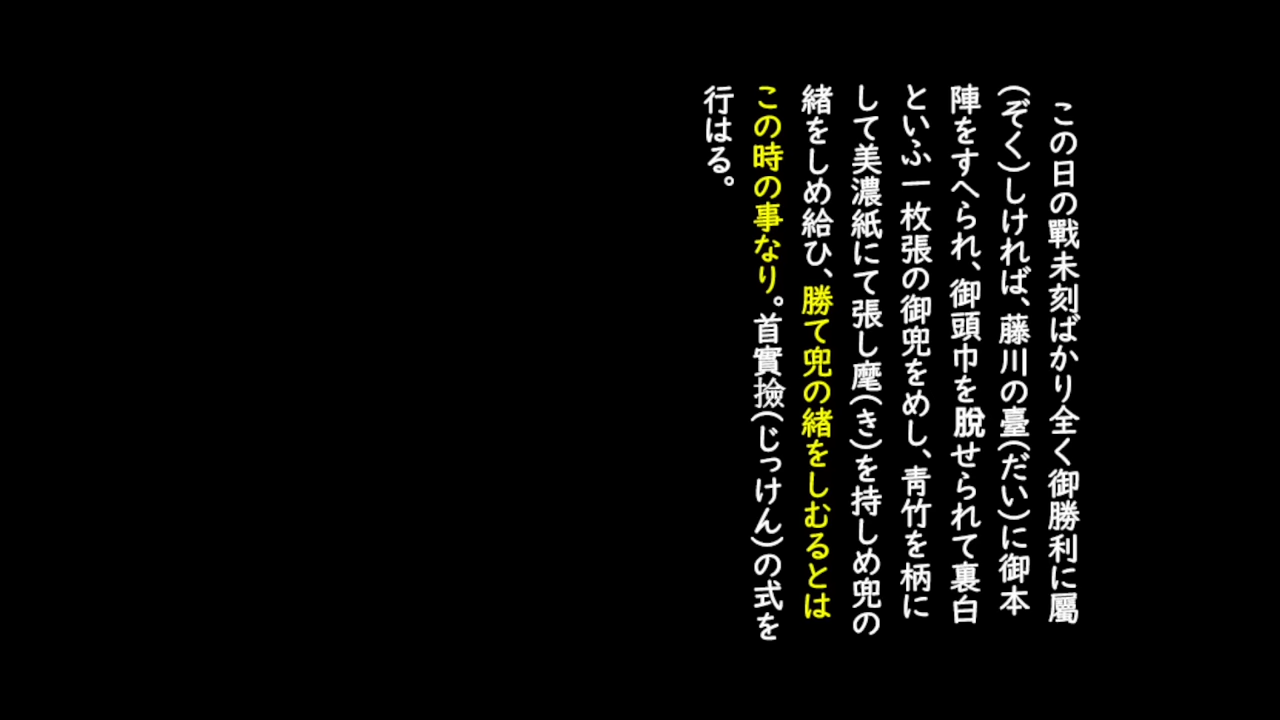 この日の戰未刻ばかり全く御勝利に屬
(ぞく)しければ、藤川の臺(だい)に御本
陣をすへられ、御頭巾を脫せられて裏白
といふ一枚張の御兜をめし、靑竹を柄に
して美濃紙にて張し麾(き)を持しめ兜の
緒をしめ給ひ、勝て兜の緒をしむるとは
この時の事なり。首實撿(じっけん)の式を
行はる。